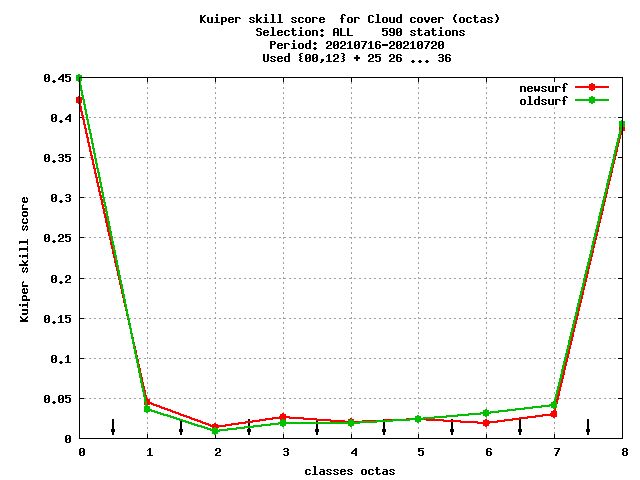 Kuiper skill score  for Cloud cover (octas)
Selection: ALL    590 stations
Period: 20210716-20210720
Used {00,12} + 25 26 ... 36
newsurf
oldsurf
0.45
0.4
0.35
0.3
0.25
0.2
0.15
0.1
0.05
0
Kuiper skill score
0 1 2 3 4 5 6 7 8
classes octas